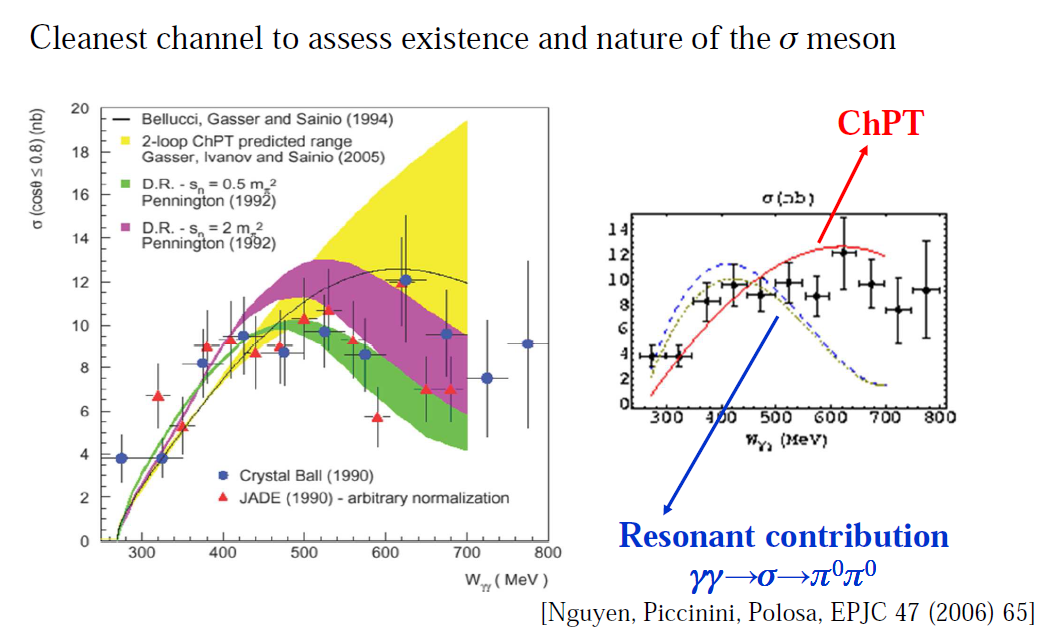 Cleanest channel to assess existence and nature of the σ meson
20
18
16
14
12
10
8
6
4
2
0
σ (cosθ ≤ 0.8) (nb)
Bellucci, Gasser and Sainio (1994)
2-loop ChPT predicted range
Gasser, Ivanov and Sainio (2005)
D.R. - sₙ = 0.5 m_π²
Pennington (1992)
D.R. - sₙ = 2 m_π²
Pennington (1992)
Crystal Ball (1990)
JADE (1990) - arbitrary normalization
300 400 500 600 700 800
W_γγ ( MeV )
ChPT
σ(nb)
14
12
10
8
6
4
2
0
300 400 500 600 700 800
(MeV)
Resonant contribution
γγ→σ→π⁰π⁰
[Nguyen, Piccinini, Polosa, EPJC 47 (2006) 65]